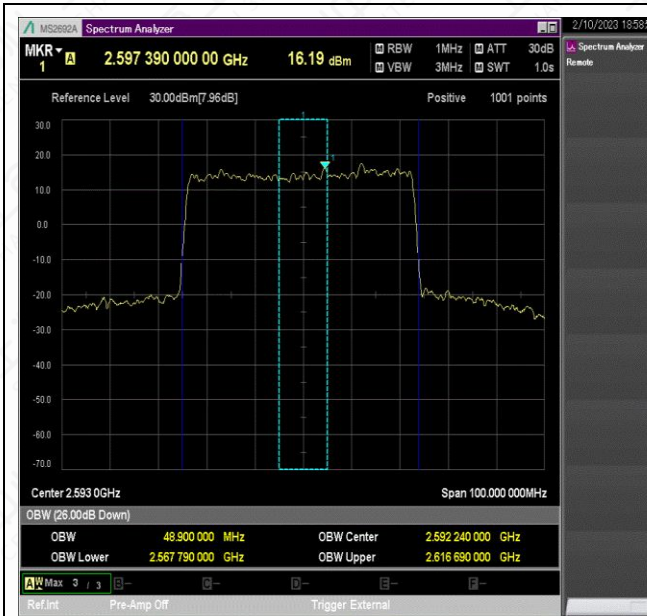 MS2692A Spectrum Analyzer 2/10/2023 18:58:5
MKR 1 A 2.597 390 000 00 GHz 16.19 dBm M RBW 1MHz M ATT 30dB
M VBW 3MHz M SWT 1.0s
Spectrum Analyzer
Remote
Reference Level 30.00dBm[7.96dB] Positive 1001 points
30.0
20.0
10.0
0.0
-10.0
-20.0
-30.0
-40.0
-50.0
-60.0
-70.0
1
Center 2.593 0GHz Span 100.000 000MHz
OBW (26.00dB Down)
OBW 48.900 000 MHz OBW Center 2.592 240 000 GHz
OBW Lower 2.567 790 000 GHz OBW Upper 2.616 690 000 GHz
A W Max 3 / 3 B- C- D- E- F-
Ref.Int Pre-Amp Off Trigger External